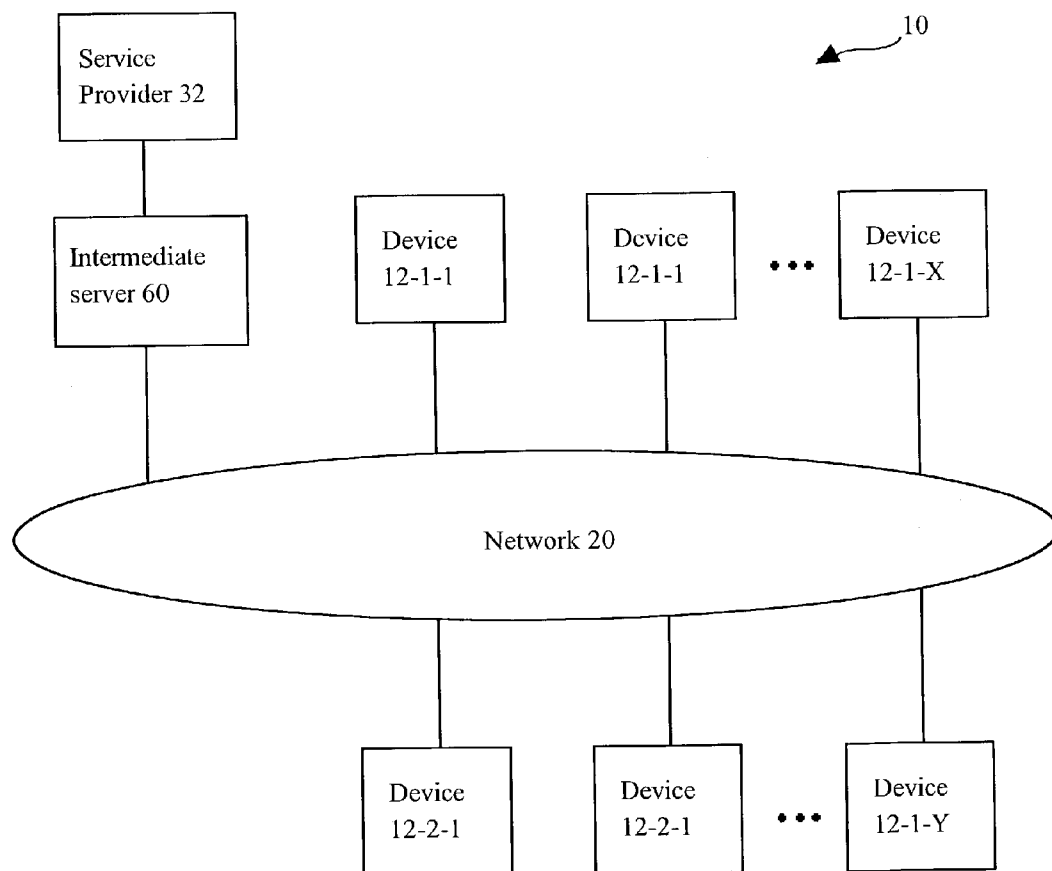 10
Service
Provider 32
Intermediate
server 60
Device
12-1-1
Device
12-1-1
Device
12-1-X
Network 20
Device
12-2-1
Device
12-2-1
Device
12-1-Y